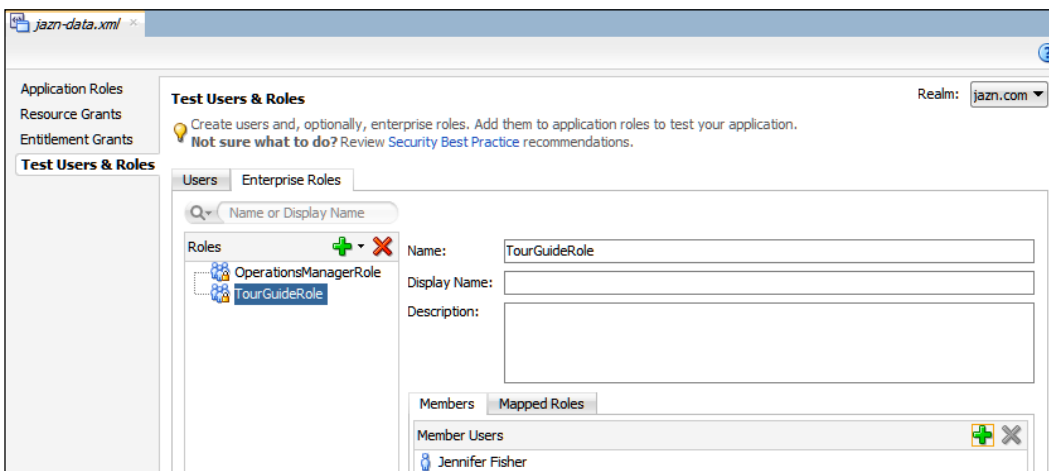 jazn-data.xml
Application Roles
Resource Grants
Entitlement Grants
Test Users & Roles
Test Users & Roles
Realm: jazn.com
Create users and, optionally, enterprise roles. Add them to application roles to test your application.
Not sure what to do? Review Security Best Practice recommendations.
Users Enterprise Roles
Name or Display Name
Roles
OperationsManagerRole
TourGuideRole
Name: TourGuideRole
Display Name:
Description:
Members Mapped Roles
Member Users
Jennifer Fisher